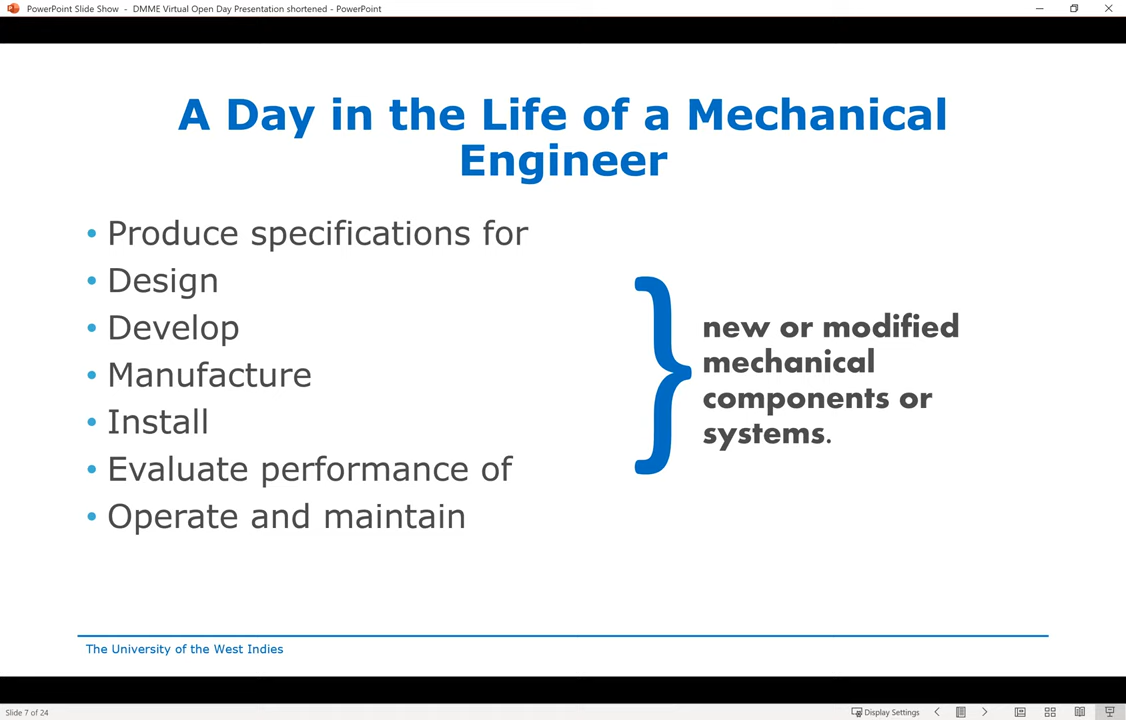 PowerPoint Slide Show - DMME Virtual Open Day Presentation shortened - PowerPoint
A Day in the Life of a Mechanical
Engineer
• Produce specifications for
• Design
• Develop
• Manufacture
• Install
• Evaluate performance of
• Operate and maintain
new or modified
mechanical
components or
systems.
The University of the West Indies
Slide 7 of 24
Display Settings